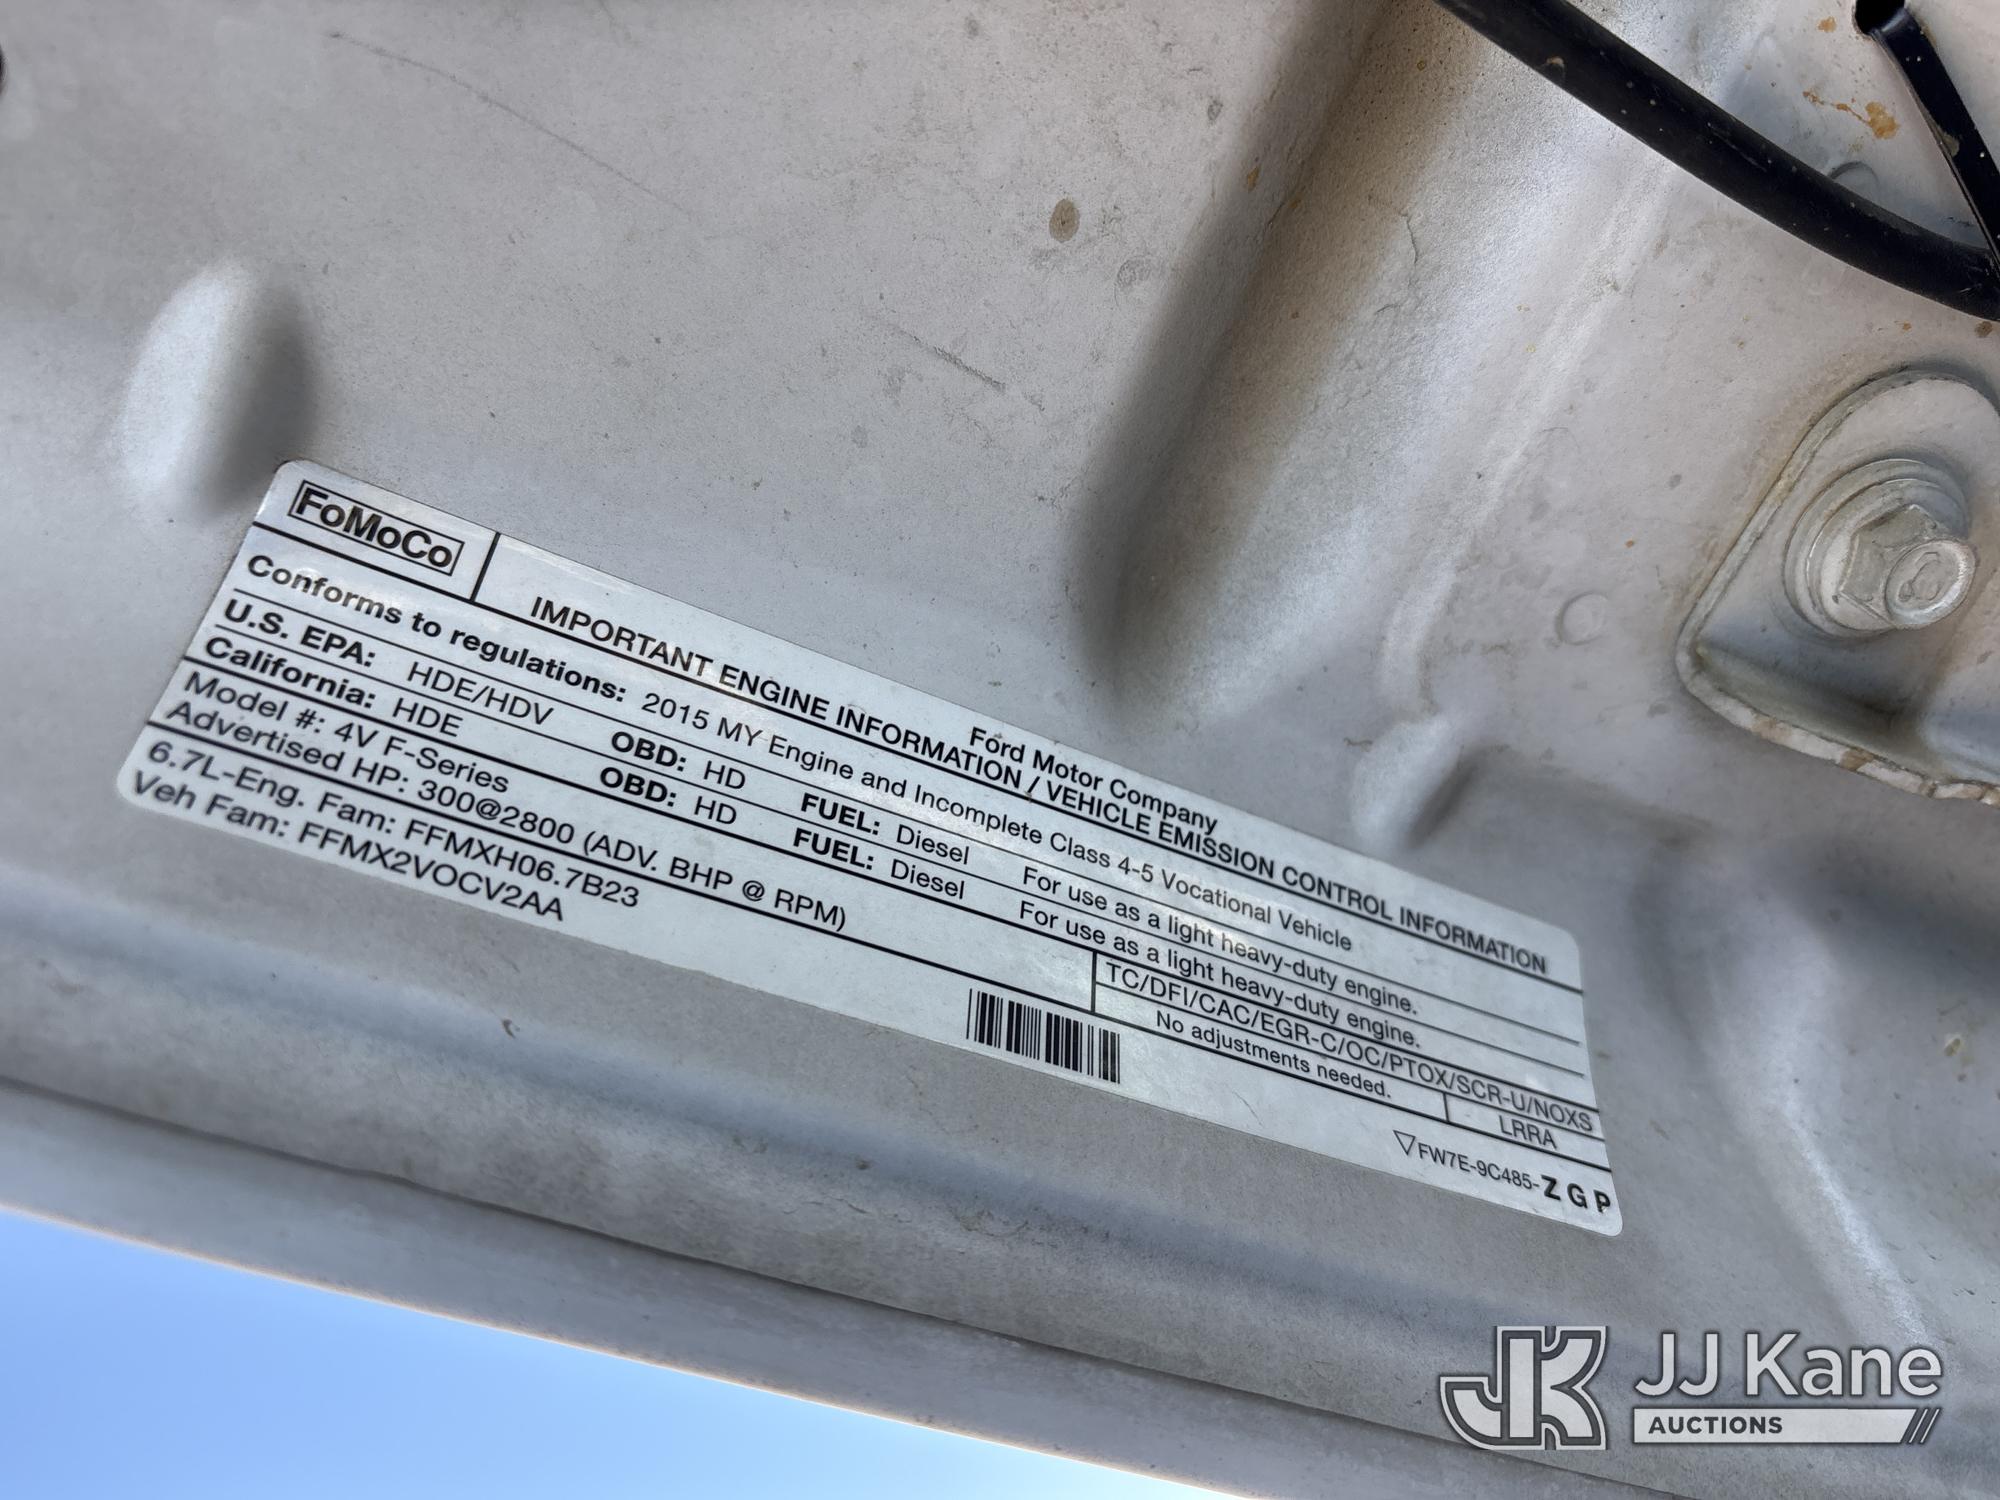 FoMoCo
Ford Motor Company
IMPORTANT ENGINE INFORMATION / VEHICLE EMISSION CONTROL INFORMATION
Conforms to regulations: 2015 MY Engine and Incomplete Class 4-5 Vocational Vehicle
U.S. EPA: HDE/HDV OBD: HD FUEL: Diesel For use as a light heavy-duty engine.
California: HDE OBD: HD FUEL: Diesel For use as a light heavy-duty engine.
Model #: 4V F-Series
Advertised HP: 300@2800 (ADV. BHP @ RPM)
TC/DFI/CAC/EGR-C/OC/PTOX/SCR-U/NOXS
No adjustments needed.
LRRA
6.7L-Eng. Fam: FFMXH06.7B23
Veh Fam: FFMX2VOCV2AA
▽FW7E-9C485-Z G P
JK JJ Kane
AUCTIONS